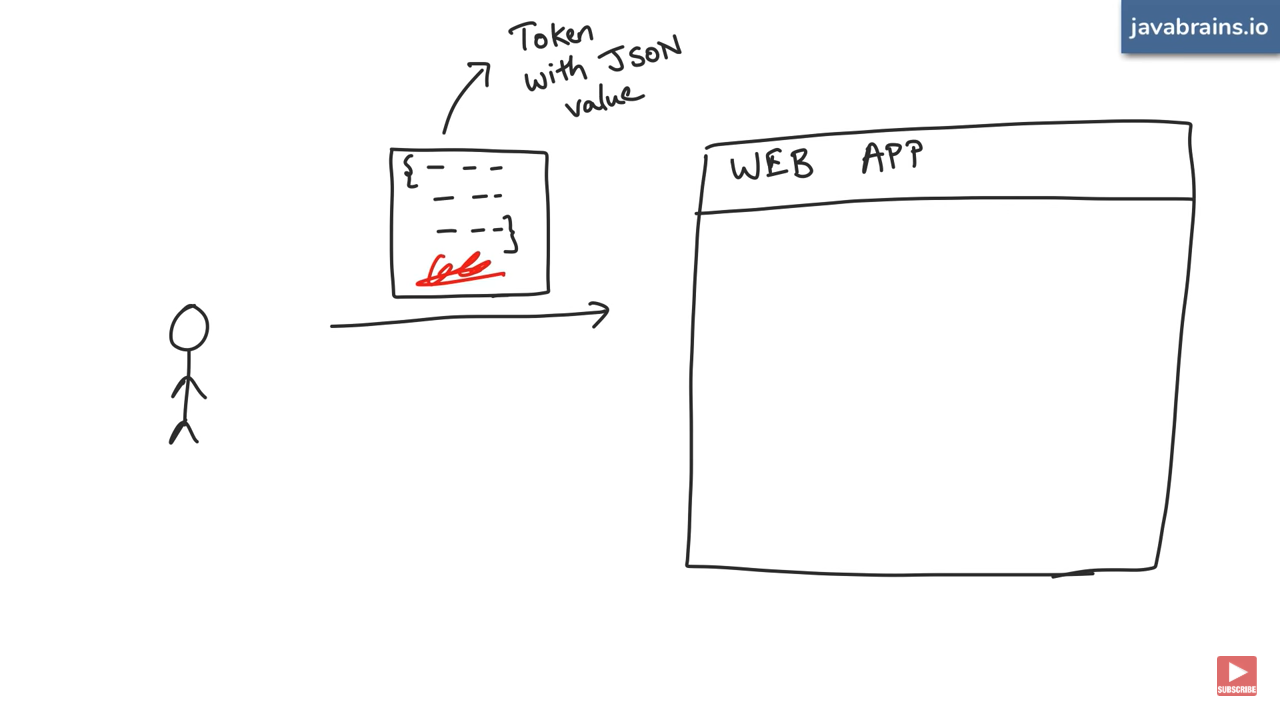 javabrains.io
Token
with JSON
value
{ - - -
- - -
- - - }
WEB APP
SUBSCRIBE